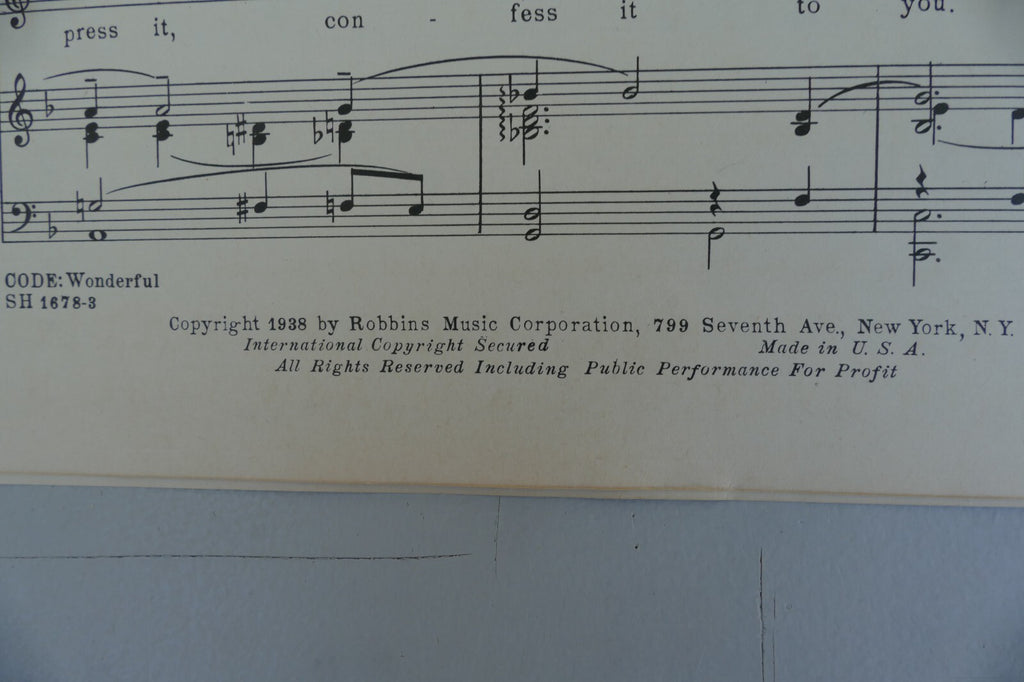 press it, con - fess it to you.
CODE: Wonderful
SH 1678-3
Copyright 1938 by Robbins Music Corporation, 799 Seventh Ave., New York, N. Y.
International Copyright Secured Made in U. S. A.
All Rights Reserved Including Public Performance For Profit